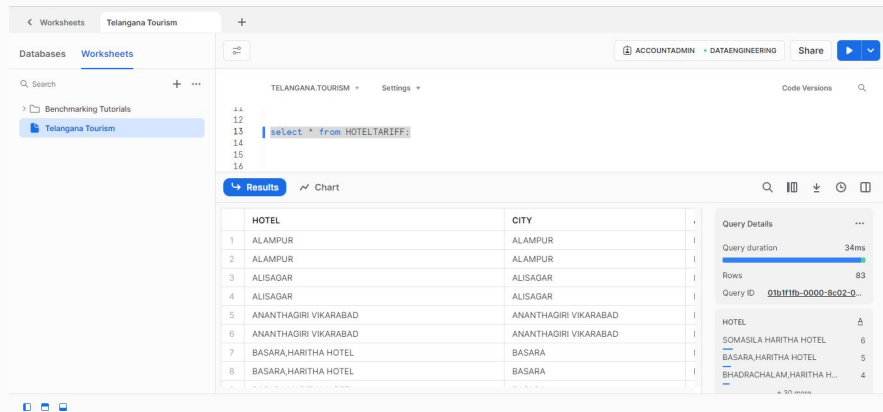 Worksheets
Telangana Tourism
+
Databases
Worksheets
ACCOUNTADMIN • DATAENGINEERING
Share
Search
+ ...
Benchmarking Tutorials
Telangana Tourism
TELANGANA.TOURISM
Settings
Code Versions
11
12
13 select * from HOTELTARIFF;
14
15
16
Results
Chart
HOTEL CITY
1 ALAMPUR ALAMPUR
2 ALAMPUR ALAMPUR
3 ALISAGAR ALISAGAR
4 ALISAGAR ALISAGAR
5 ANANTHAGIRI VIKARABAD ANANTHAGIRI VIKARABAD
6 ANANTHAGIRI VIKARABAD ANANTHAGIRI VIKARABAD
7 BASARA,HARITHA HOTEL BASARA
8 BASARA,HARITHA HOTEL BASARA
Query Details ...
Query duration 34ms
Rows 83
Query ID 01b1f1fb-0000-8c02-0...
HOTEL A
SOMASILA HARITHA HOTEL 6
BASARA,HARITHA HOTEL 5
BHADRACHALAM,HARITHA H... 4
+ 30 more